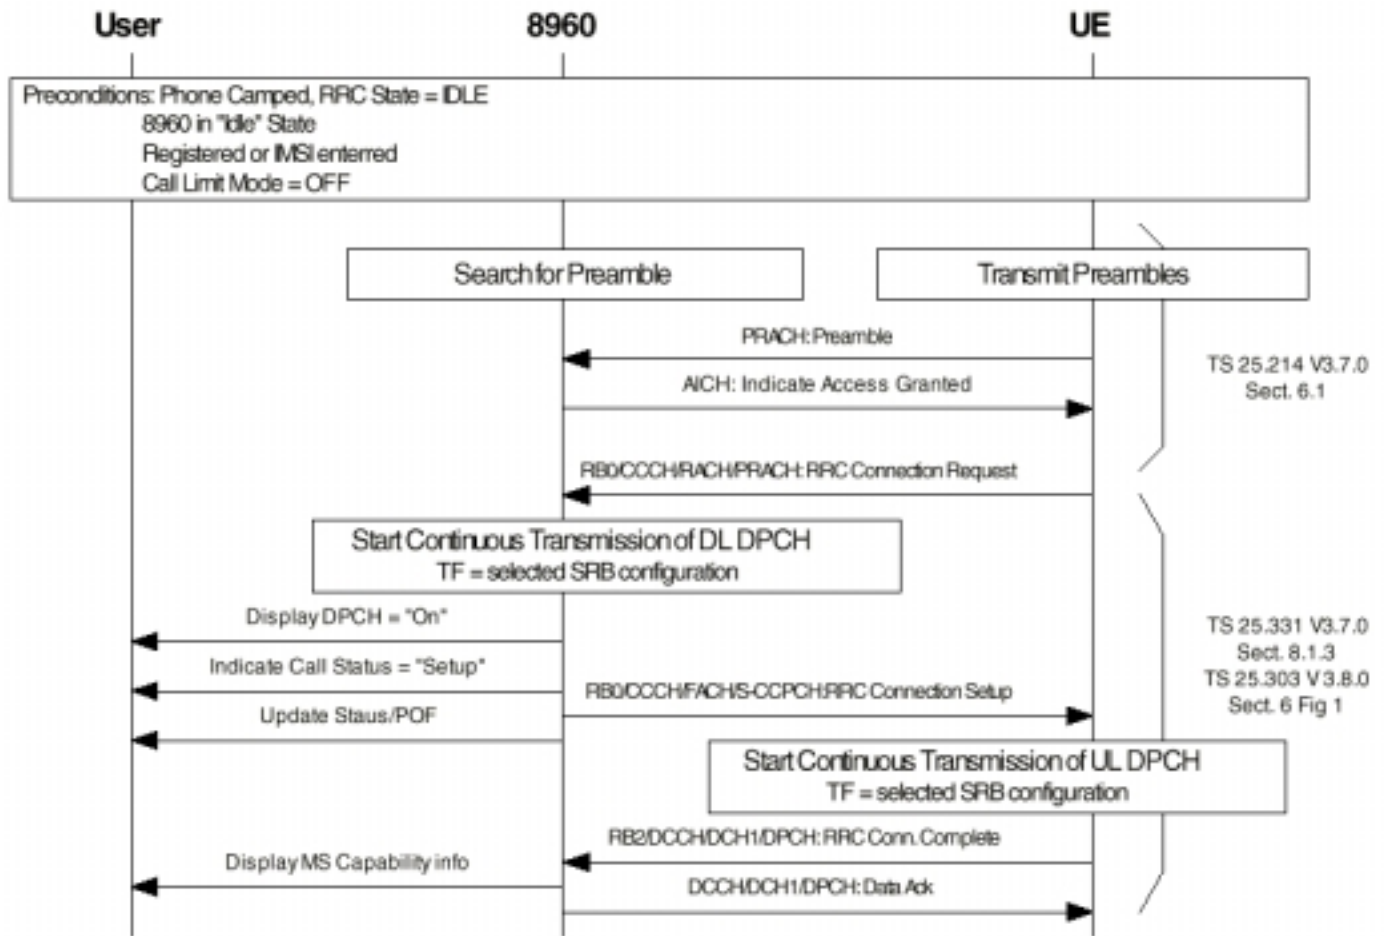 User
8960
UE
Preconditions: Phone Camped, RRC State = IDLE
8960 in "Idle" State
Registered or IMSI enterred
Call Limit Mode = OFF
Search for Preamble
Transmit Preambles
PRACH: Preamble
AICH: Indicate Access Granted
TS 25.214 V3.7.0
Sect. 6.1
RB0/CCCH/RACH/PRACH: RRC Connection Request
Start Continuous Transmission of DL DPCH
TF = selected SRB configuration
Display DPCH = "On"
Indicate Call Status = "Setup"
RB0/CCCH/FACH/S-CCPCH:RRC Connection Setup
Update Staus/POF
TS 25.331 V3.7.0
Sect. 8.1.3
TS 25.303 V 3.8.0
Sect. 6 Fig 1
Start Continuous Transmission of UL DPCH
TF = selected SRB configuration
RB2/DCCH/DCH1/DPCH: RRC Conn. Complete
Display MS Capability info
DCCH/DCH1/DPCH: Data Ack